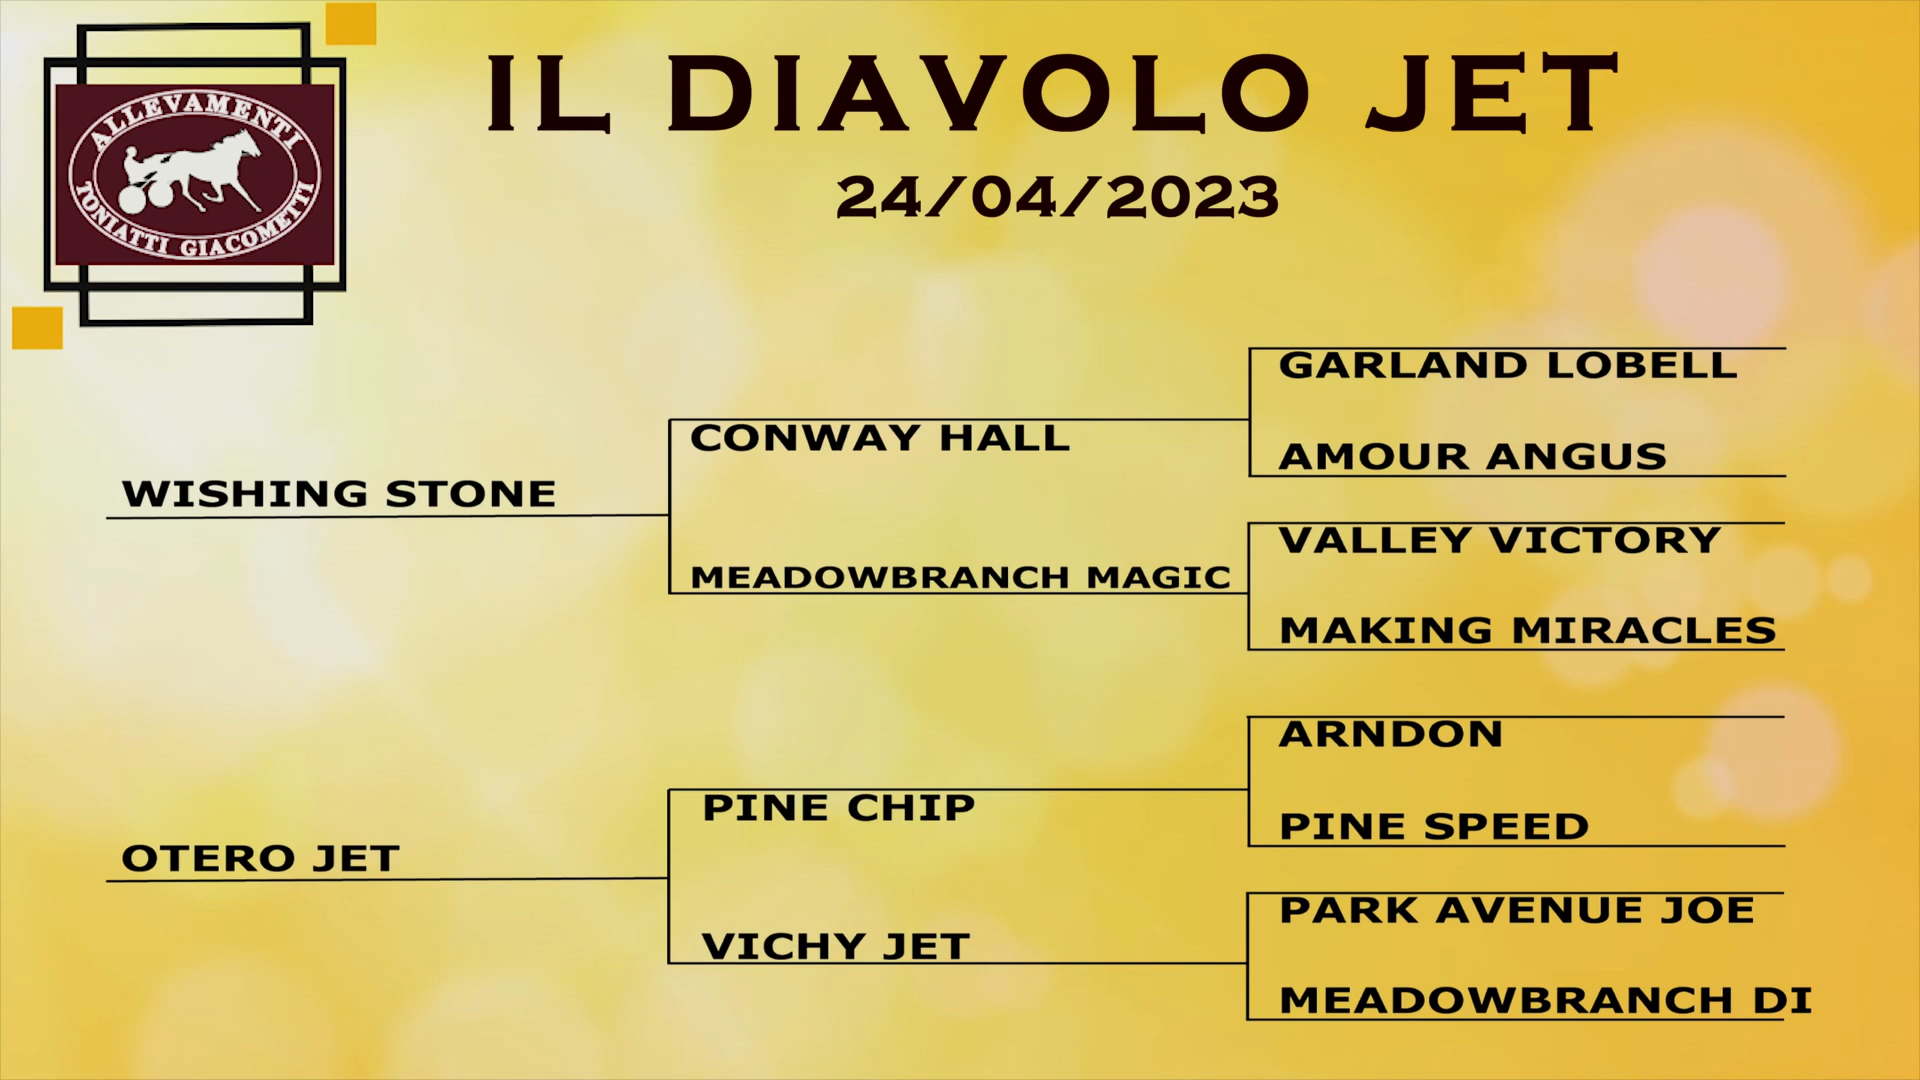 ALLEVAMENTI
TONIATTI GIACOMETTI
IL DIAVOLO JET
24/04/2023
GARLAND LOBELL
CONWAY HALL
AMOUR ANGUS
WISHING STONE
VALLEY VICTORY
MEADOWBRANCH MAGIC
MAKING MIRACLES
ARNDON
PINE CHIP
PINE SPEED
OTERO JET
PARK AVENUE JOE
VICHY JET
MEADOWBRANCH DI